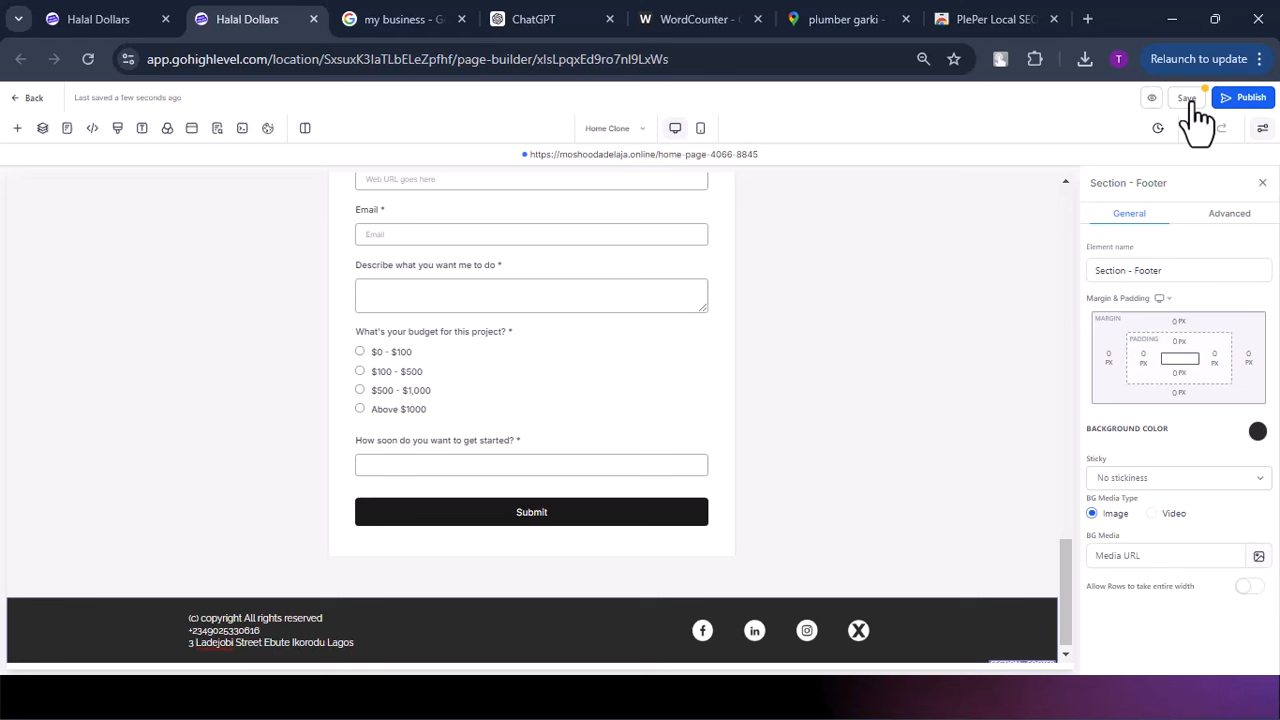 Halal Dollars
Halal Dollars
my business - G
ChatGPT
WordCounter - 
plumber garki -
PlePer Local SE
app.gohighlevel.com/location/SxsuxK3IaTLbELeZpfhf/page-builder/xIsLpqxEd9ro7nI9LxWs
T
Relaunch to update
Back
Last saved a few seconds ago
Save
Publish
Home Clone
https://moshoodadelaja.online/home-page-4066-8845
Web URL goes here
Email *
Email
Describe what you want me to do *
What's your budget for this project? *
$0 - $100
$100 - $500
$500 - $1,000
Above $1000
How soon do you want to get started? *
Submit
(c) copyright All rights reserved
+2349025330616
3 Ladejobi Street Ebute Ikorodu Lagos
Section - Footer
General
Advanced
Element name
Section - Footer
Margin & Padding
MARGIN
0 PX
PADDING
0 PX
0 PX
0 PX
0 PX
0 PX
0 PX
0 PX
BACKGROUND COLOR
Sticky
No stickiness
BG Media Type
Image
Video
BG Media
Media URL
Allow Rows to take entire width